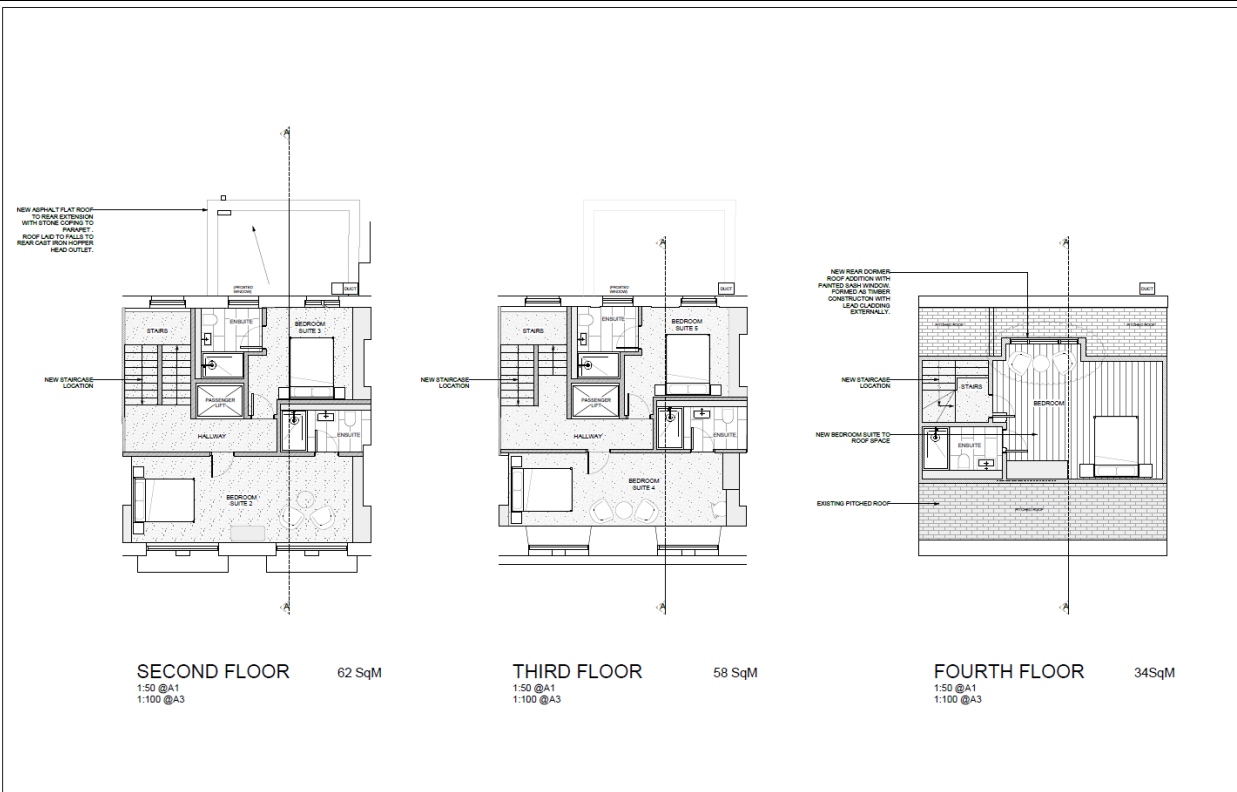 A
NEW ASPHALT FLAT ROOF
TO REAR EXTENSION
WITH STONE COPING TO
PARAPET .
ROOF LAID TO FALLS TO
REAR CAST IRON HOPPER
HEAD OUTLET.
(FROSTED
WINDOW)
DUCT
STAIRS
ENSUITE
BEDROOM
SUITE 3
NEW STAIRCASE
LOCATION
PASSENGER
LIFT
HALLWAY
ENSUITE
BEDROOM
SUITE 2
A
SECOND FLOOR
62 SqM
1:50 @A1
1:100 @A3
A
(FROSTED
WINDOW)
DUCT
STAIRS
ENSUITE
BEDROOM
SUITE 5
NEW STAIRCASE
LOCATION
PASSENGER
LIFT
HALLWAY
ENSUITE
BEDROOM
SUITE 4
A
THIRD FLOOR
58 SqM
1:50 @A1
1:100 @A3
A
NEW REAR DORMER
ROOF ADDITION WITH
PAINTED SASH WINDOW.
FORMED AS TIMBER
CONSTRUCTON WITH
LEAD CLADDING
EXTERNALLY.
DUCT
PITCHED ROOF
PITCHED ROOF
NEW STAIRCASE
LOCATION
STAIRS
BEDROOM
NEW BEDROOM SUITE TO
ROOF SPACE
ENSUITE
EXISTING PITCHED ROOF
PITCHED ROOF
A
FOURTH FLOOR
34SqM
1:50 @A1
1:100 @A3